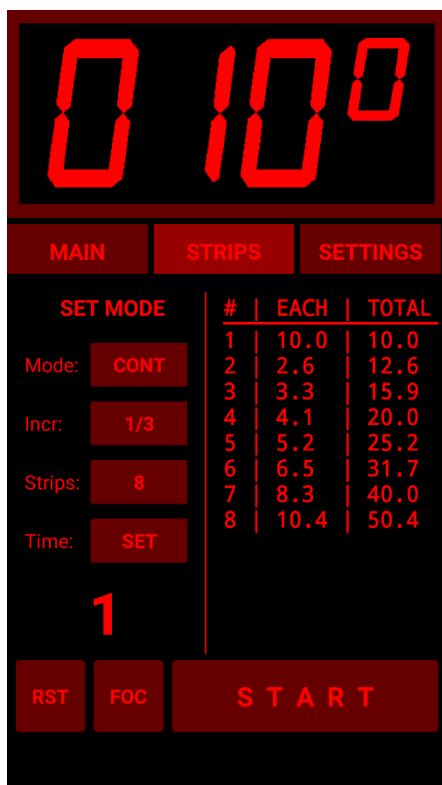 010⁰
MAIN STRIPS SETTINGS
SET MODE
Mode: CONT
Incr: 1/3
Strips: 8
Time: SET
1
# | EACH | TOTAL
1 | 10.0 | 10.0
2 | 2.6 | 12.6
3 | 3.3 | 15.9
4 | 4.1 | 20.0
5 | 5.2 | 25.2
6 | 6.5 | 31.7
7 | 8.3 | 40.0
8 | 10.4 | 50.4
RST FOC START